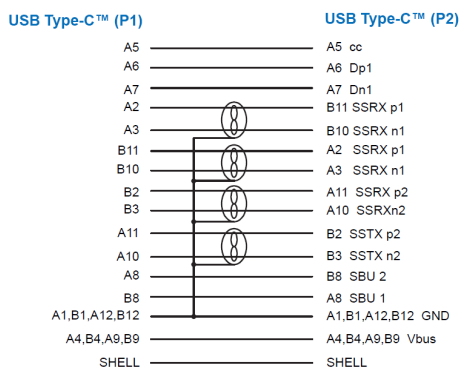 USB Type-C™ (P1) USB Type-C™ (P2)
A5 A5 cc
A6 A6 Dp1
A7 A7 Dn1
A2 B11 SSRX p1
A3 B10 SSRX n1
B11 A2 SSRX p1
B10 A3 SSRX n1
B2 A11 SSRX p2
B3 A10 SSRXn2
A11 B2 SSTX p2
A10 B3 SSTX n2
A8 B8 SBU 2
B8 A8 SBU 1
A1,B1,A12,B12 A1,B1,A12,B12 GND
A4,B4,A9,B9 A4,B4,A9,B9 Vbus
SHELL SHELL